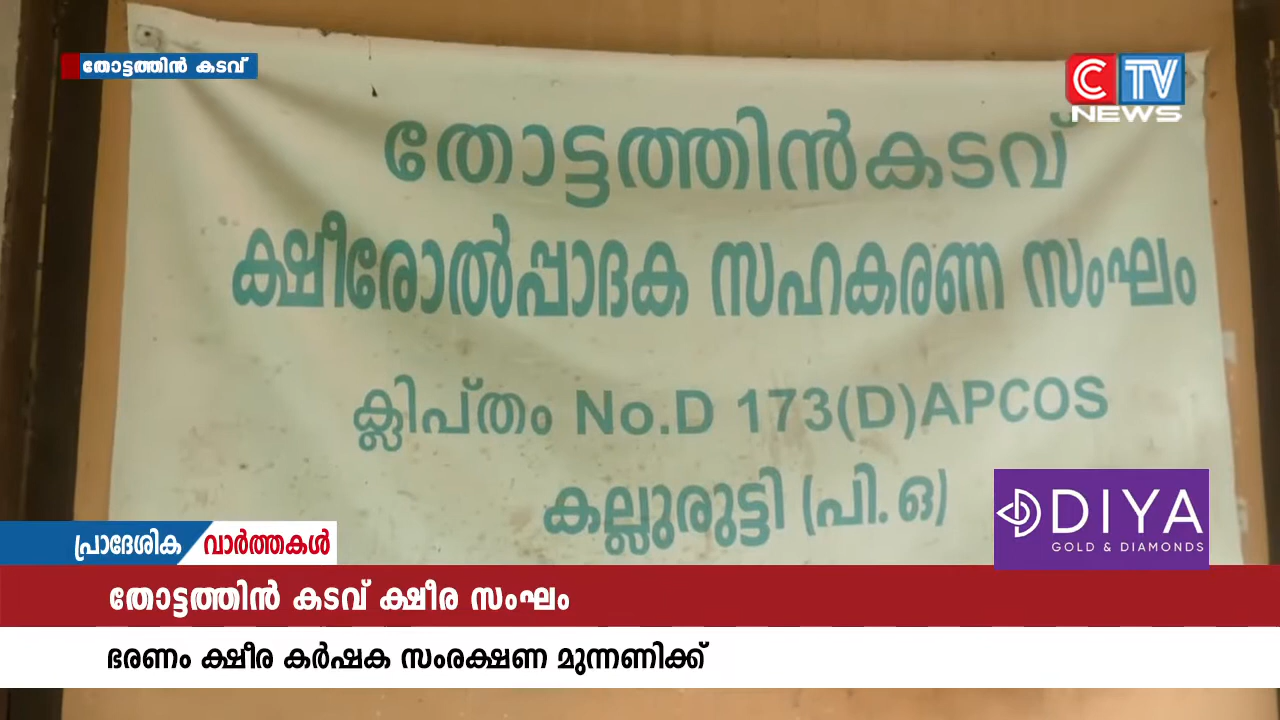 തോട്ടത്തിൻ കടവ്
C TV
NEWS
തോട്ടത്തിൻകടവ്
ക്ഷീരോൽപ്പാദക സഹകരണ സംഘം
ക്ലിപ്തം No.D 173(D)APCOS
കല്ലുരുട്ടി (പി.ഒ)
DIYA
GOLD & DIAMONDS
പ്രാദേശിക വാർത്തകൾ
തോട്ടത്തിൻ കടവ് ക്ഷീര സംഘം
ഭരണം ക്ഷീര കർഷക സംരക്ഷണ മുന്നണിക്ക്